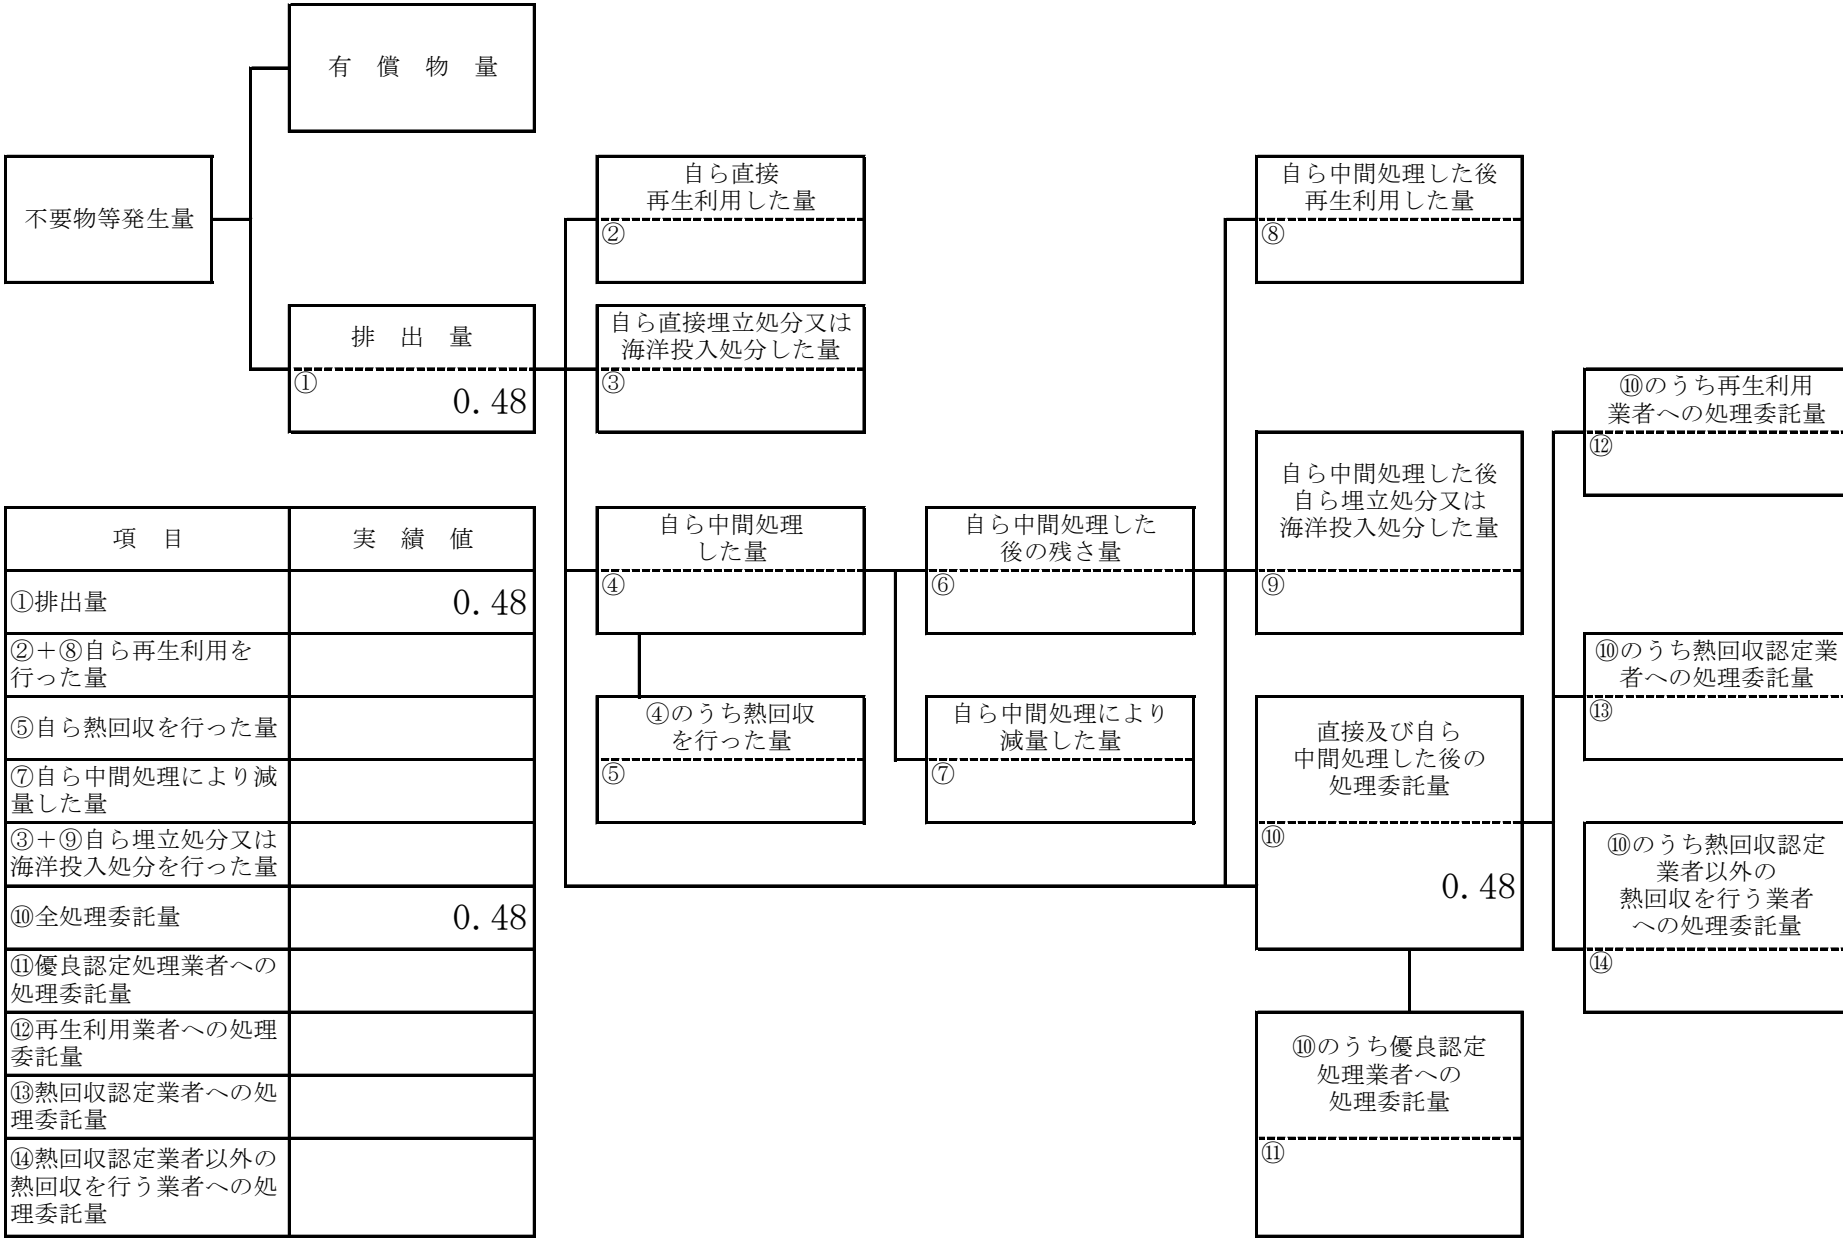 有 償 物 量
不要物等発生量
排 出 量
①
0.48
自ら直接
再生利用した量
②
自ら直接埋立処分又は
海洋投入処分した量
③
自ら中間処理
した量
④
④のうち熱回収
を行った量
⑤
自ら中間処理した
後の残さ量
⑥
自ら中間処理により
減量した量
⑦
自ら中間処理した後
再生利用した量
⑧
自ら中間処理した後
自ら埋立処分又は
海洋投入処分した量
⑨
直接及び自ら
中間処理した後の
処理委託量
⑩
0.48
⑩のうち優良認定
処理業者への
処理委託量
⑪
⑩のうち再生利用
業者への処理委託量
⑫
⑩のうち熱回収認定業
者への処理委託量
⑬
⑩のうち熱回収認定
業者以外の
熱回収を行う業者
への処理委託量
⑭
項 目 実 績 値
①排出量 0.48
②+⑧自ら再生利用を
行った量
⑤自ら熱回収を行った量
⑦自ら中間処理により減
量した量
③+⑨自ら埋立処分又は
海洋投入処分を行った量
⑩全処理委託量 0.48
⑪優良認定処理業者への
処理委託量
⑫再生利用業者への処理
委託量
⑬熱回収認定業者への処
理委託量
⑭熱回収認定業者以外の
熱回収を行う業者への処
理委託量